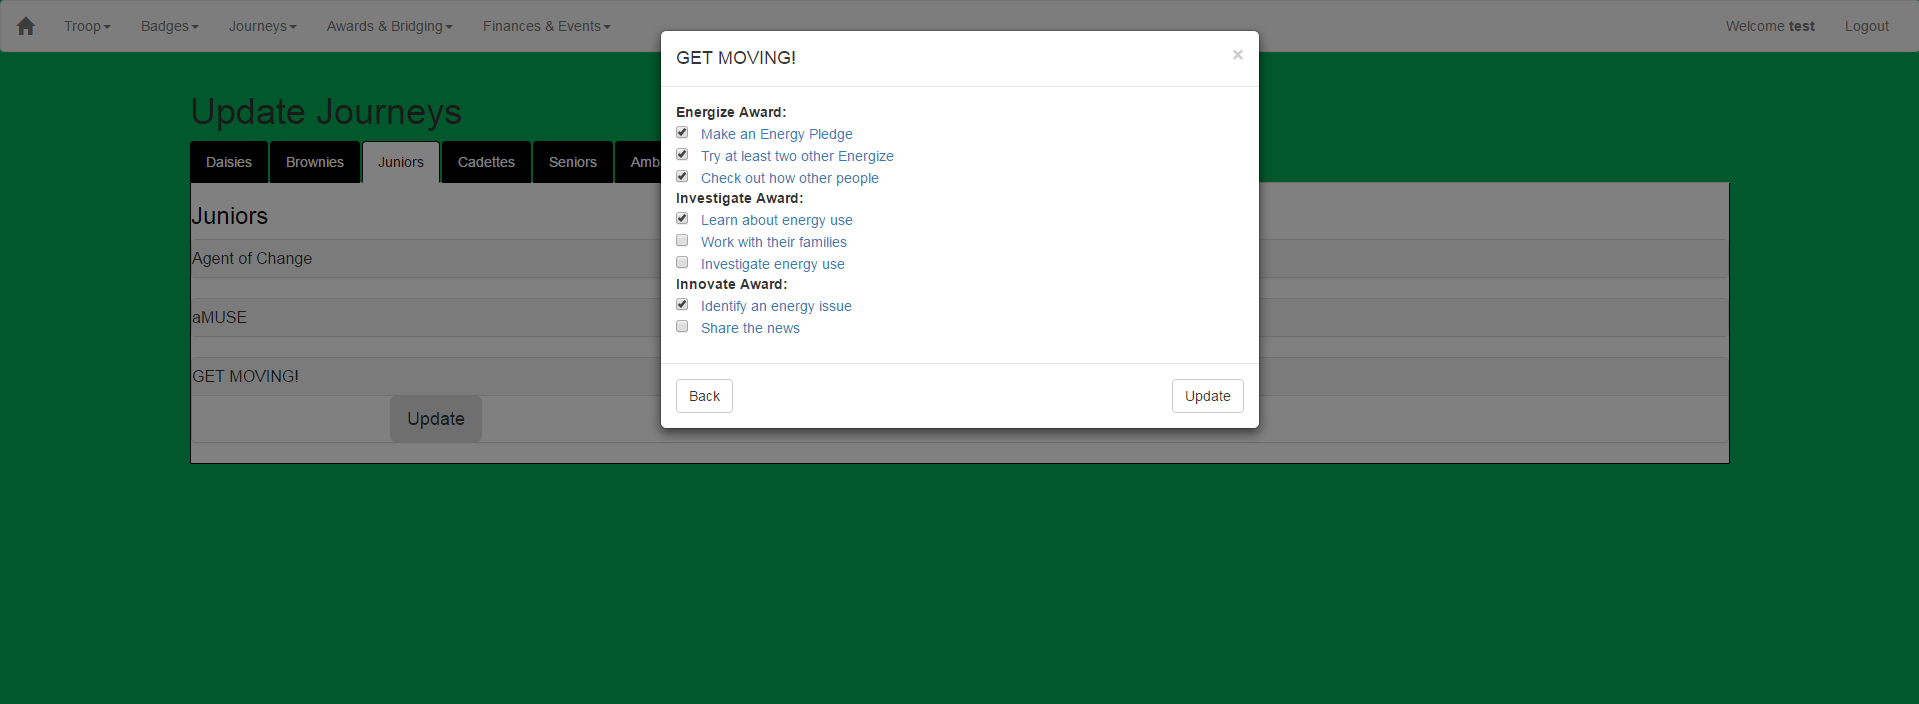 Troop Badges Journeys Awards & Bridging Finances & Events Welcome test Logout
Update Journeys
Daisies Brownies Juniors Cadettes Seniors
Juniors
Agent of Change
aMUSE
GET MOVING!
Update
GET MOVING!
×
Energize Award:
Make an Energy Pledge
Try at least two other Energize
Check out how other people
Investigate Award:
Learn about energy use
Work with their families
Investigate energy use
Innovate Award:
Identify an energy issue
Share the news
Back Update